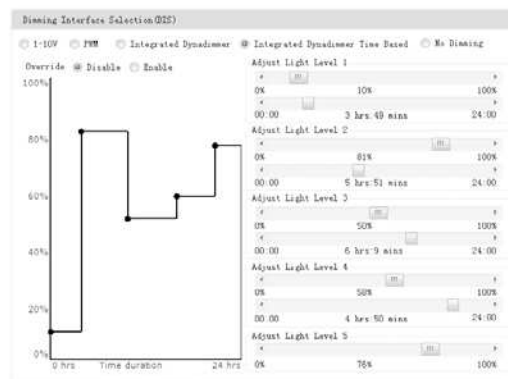 Dimming Interface Selection(DIS)
1-10V PWM Integrated Dynadimmer Integrated Dynadimmer Time Based No Dimming
Override Disable Enable
100%
80%
60%
40%
20%
0%
0 hrs Time duration 24 hrs
Adjust Light Level 1
0% 10% 100%
00:00 3 hrs:49 mins 24:00
Adjust Light Level 2
0% 81% 100%
00:00 5 hrs:51 mins 24:00
Adjust Light Level 3
0% 50% 100%
00:00 6 hrs:9 mins 24:00
Adjust Light Level 4
0% 58% 100%
00:00 4 hrs:50 mins 24:00
Adjust Light Level 5
0% 76% 100%